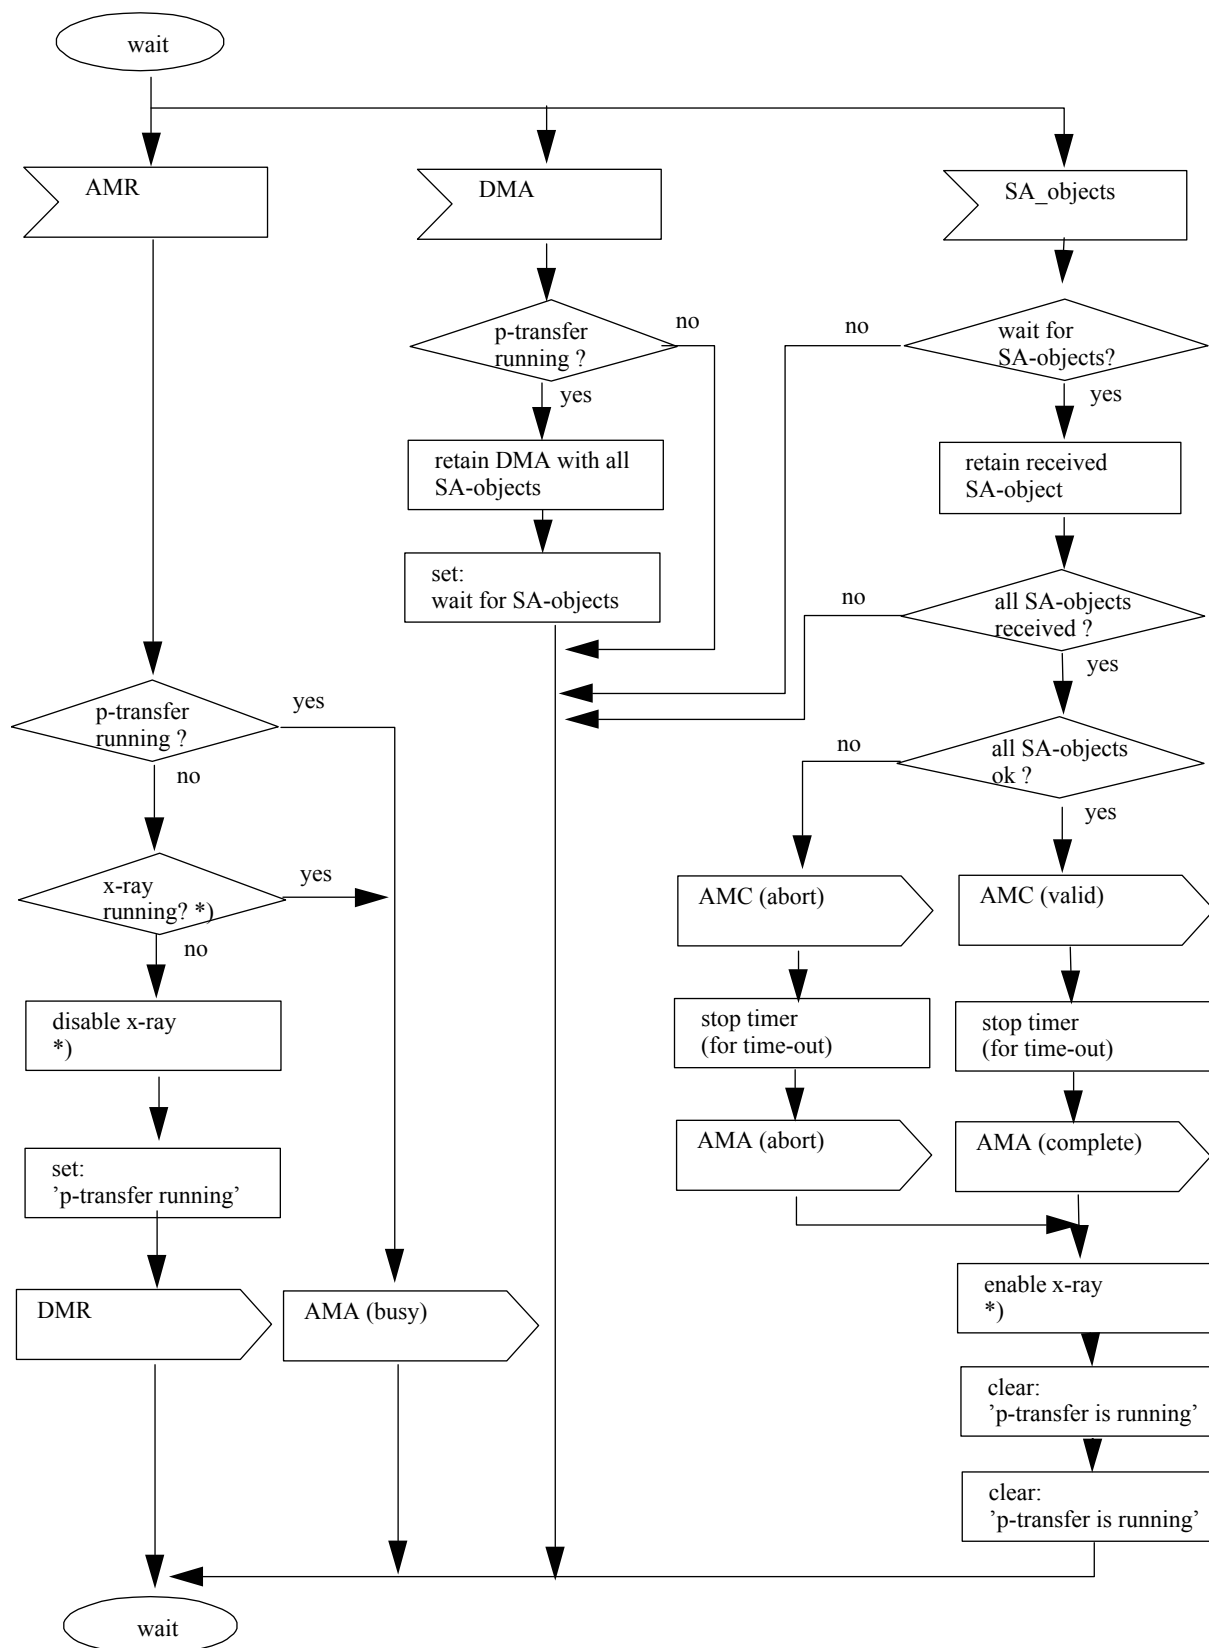 wait
AMR
DMA
SA_objects
p-transfer
running ?
no
yes
no
wait for
SA-objects?
yes
retain DMA with all
SA-objects
retain received
SA-object
set:
wait for SA-objects
no
all SA-objects
received ?
yes
p-transfer
running ?
yes
no
no
all SA-objects
ok ?
yes
x-ray
running? *)
yes
no
AMC (abort)
AMC (valid)
disable x-ray
*)
stop timer
(for time-out)
stop timer
(for time-out)
set:
’p-transfer running’
AMA (abort)
AMA (complete)
DMR
AMA (busy)
enable x-ray
*)
clear:
’p-transfer is running’
clear:
’p-transfer is running’
wait